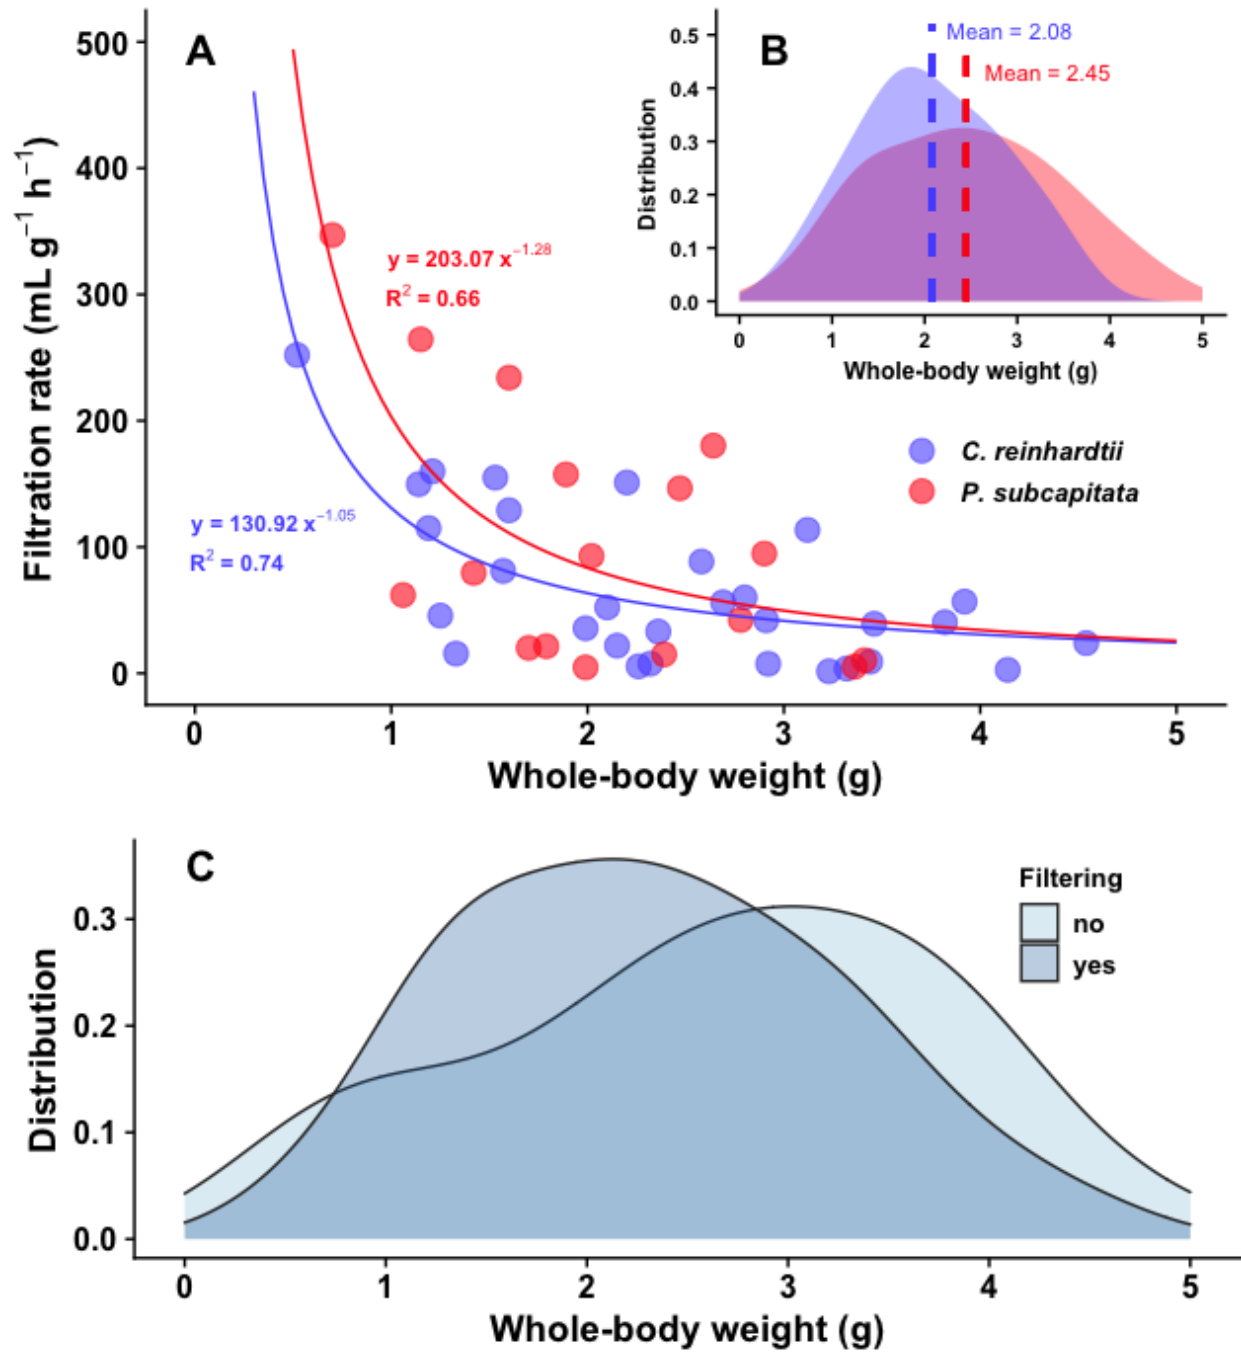 A
500
400
300
200
100
0
Filtration rate (mL g⁻¹ h⁻¹)
y = 203.07 x⁻¹·²⁸
R² = 0.66
y = 130.92 x⁻¹·⁰⁵
R² = 0.74
C. reinhardtii
P. subcapitata
0 1 2 3 4 5
Whole-body weight (g)
B
Mean = 2.08
Mean = 2.45
0.5
0.4
0.3
0.2
0.1
0.0
Distribution
0 1 2 3 4 5
Whole-body weight (g)
C
Filtering
no
yes
0.3
0.2
0.1
0.0
Distribution
0 1 2 3 4 5
Whole-body weight (g)